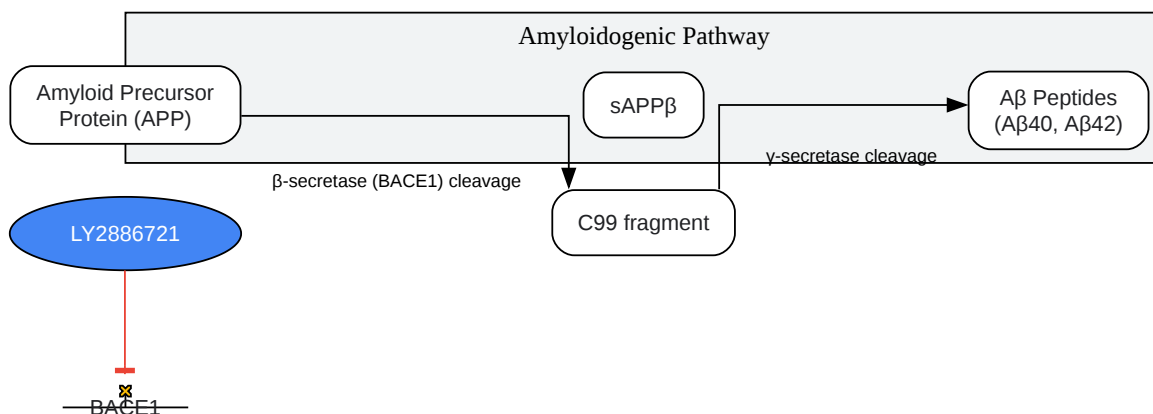 Amyloidogenic Pathway
Amyloid Precursor
Protein (APP)
sAPPβ
Aβ Peptides
(Aβ40, Aβ42)
β-secretase (BACE1) cleavage
γ-secretase cleavage
C99 fragment
LY2886721
BACE1